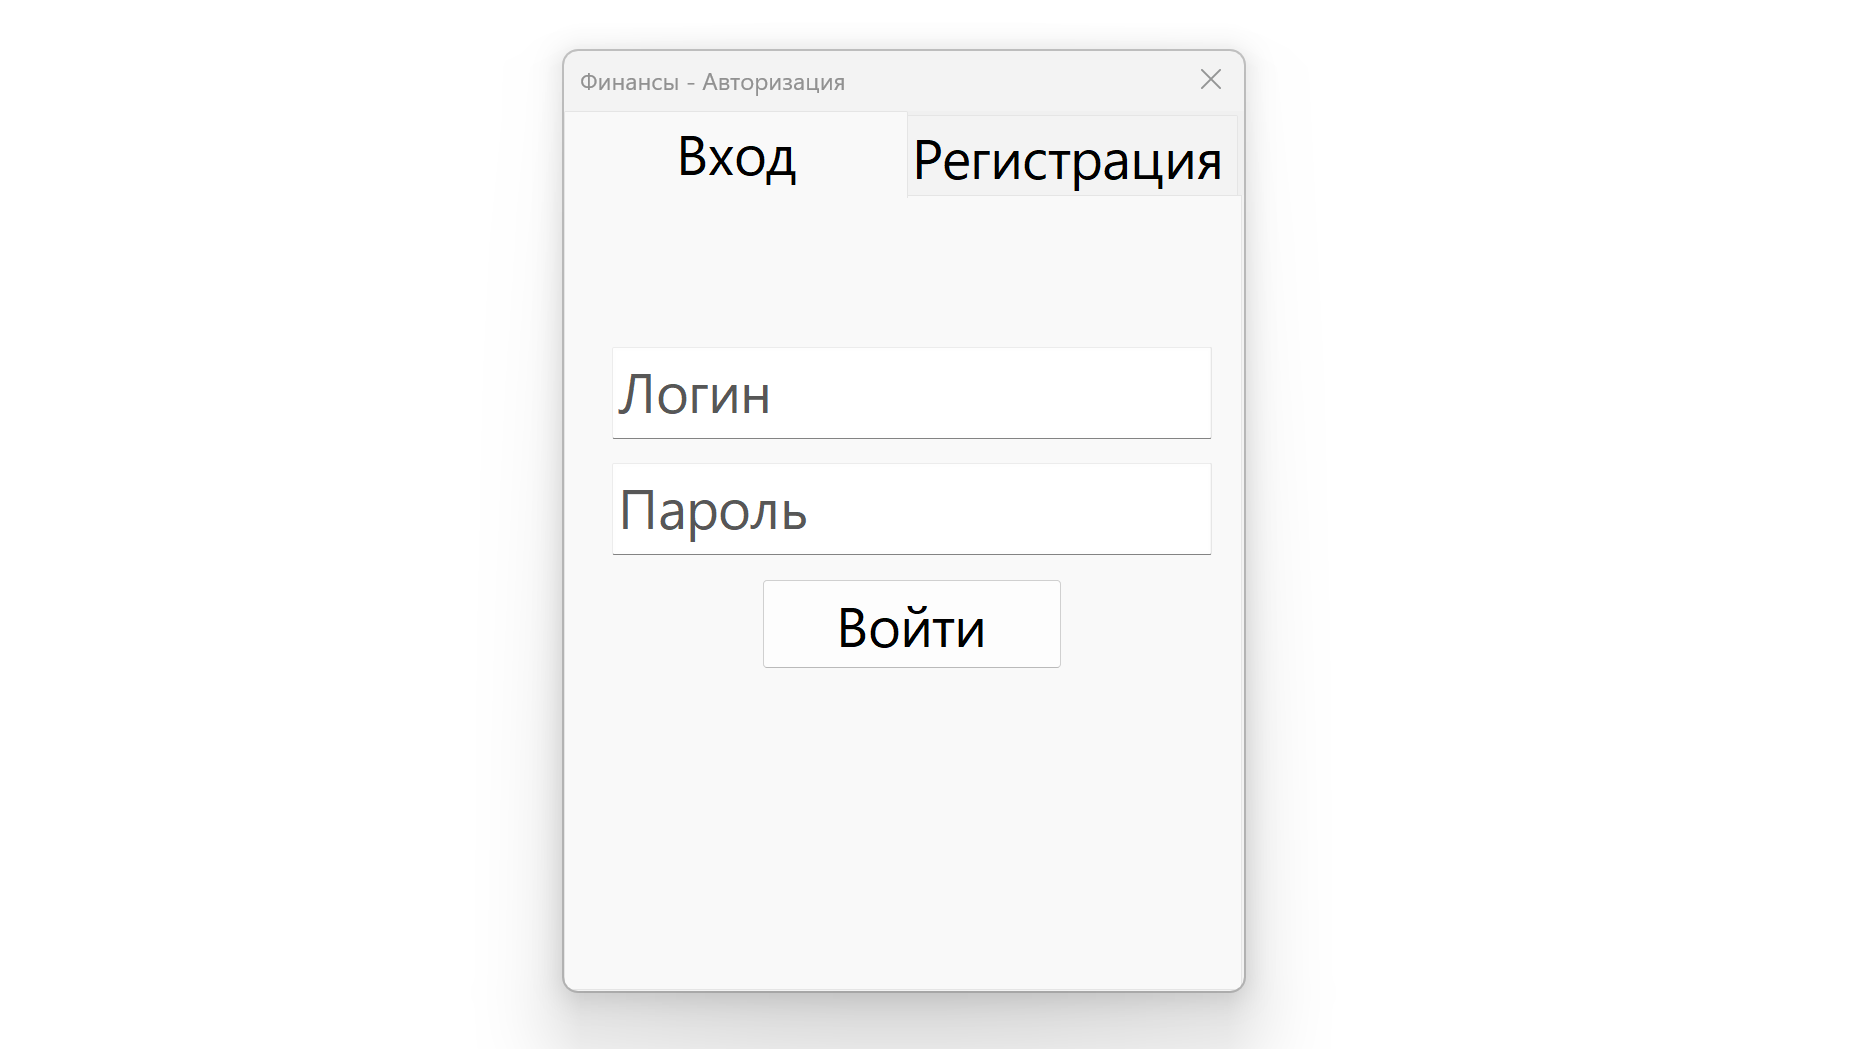 Финансы - Авторизация
Вход
Регистрация
Логин
Пароль
Войти